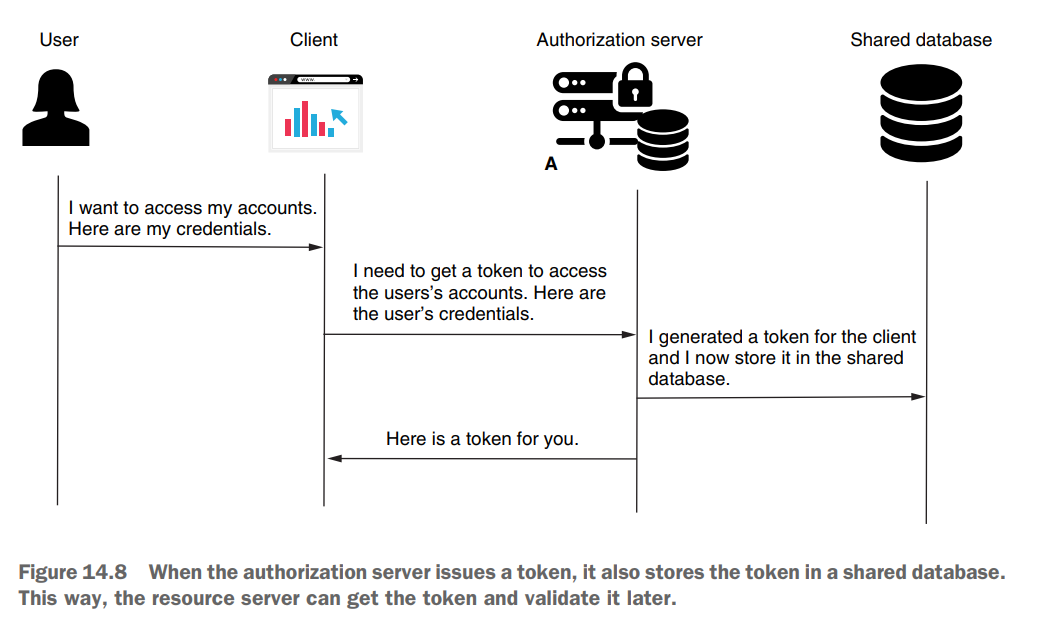 User
Client
Authorization server
Shared database
www.
A
I want to access my accounts.
Here are my credentials.
I need to get a token to access
the users's accounts. Here are
the user's credentials.
I generated a token for the client
and I now store it in the shared
database.
Here is a token for you.
Figure 14.8 When the authorization server issues a token, it also stores the token in a shared database.
This way, the resource server can get the token and validate it later.